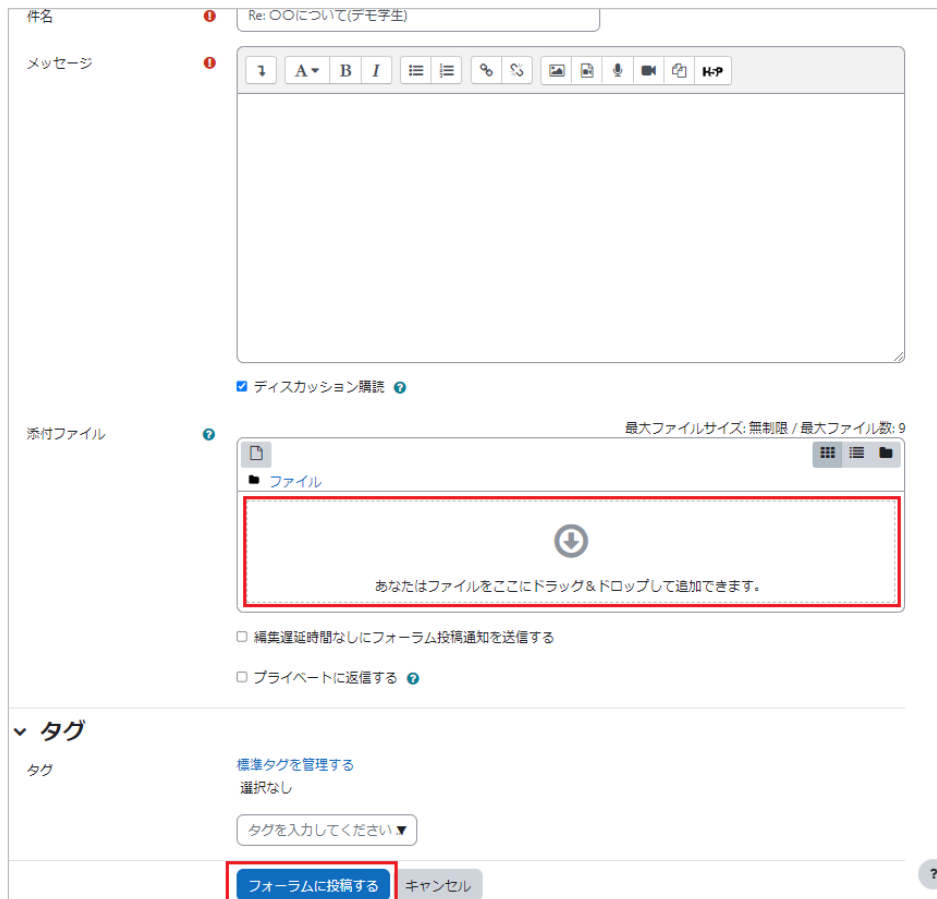 件名
Re: 〇〇について(デモ学生)
メッセージ
A B I H-P
ディスカッション購読
添付ファイル
最大ファイルサイズ: 無制限 / 最大ファイル数: 9
ファイル
あなたはファイルをここにドラッグ&ドロップして追加できます。
編集遅延時間なしにフォーラム投稿通知を送信する
プライベートに返信する
タグ
タグ
標準タグを管理する
選択なし
タグを入力してください
フォーラムに投稿する
キャンセル